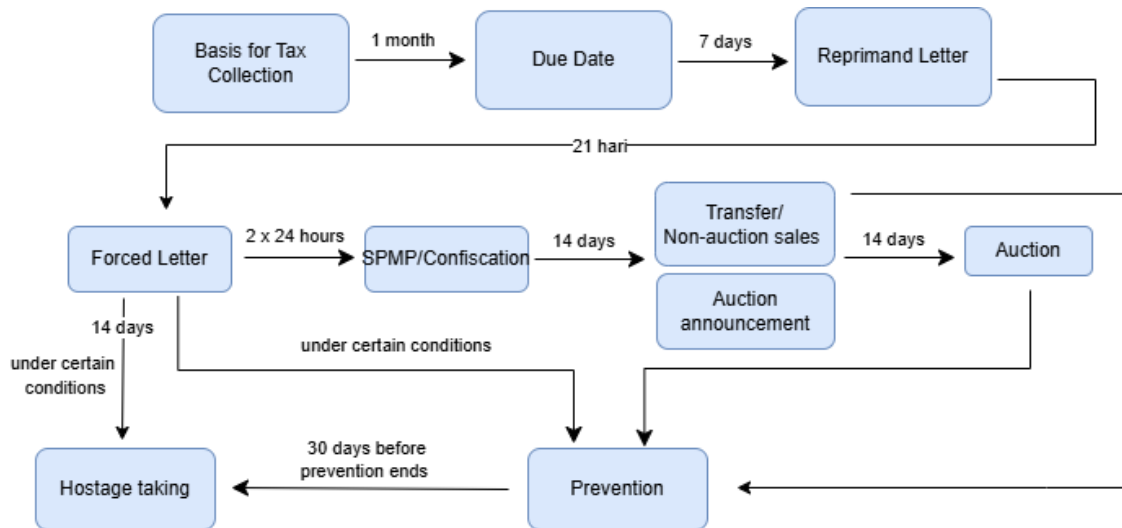 Basis for Tax
Collection
1 month
Due Date
7 days
Reprimand Letter
21 hari
Forced Letter
2 x 24 hours
SPMP/Confiscation
14 days
Transfer/
Non-auction sales
Auction
announcement
14 days
Auction
14 days
under certain
conditions
under certain conditions
Hostage taking
30 days before
prevention ends
Prevention